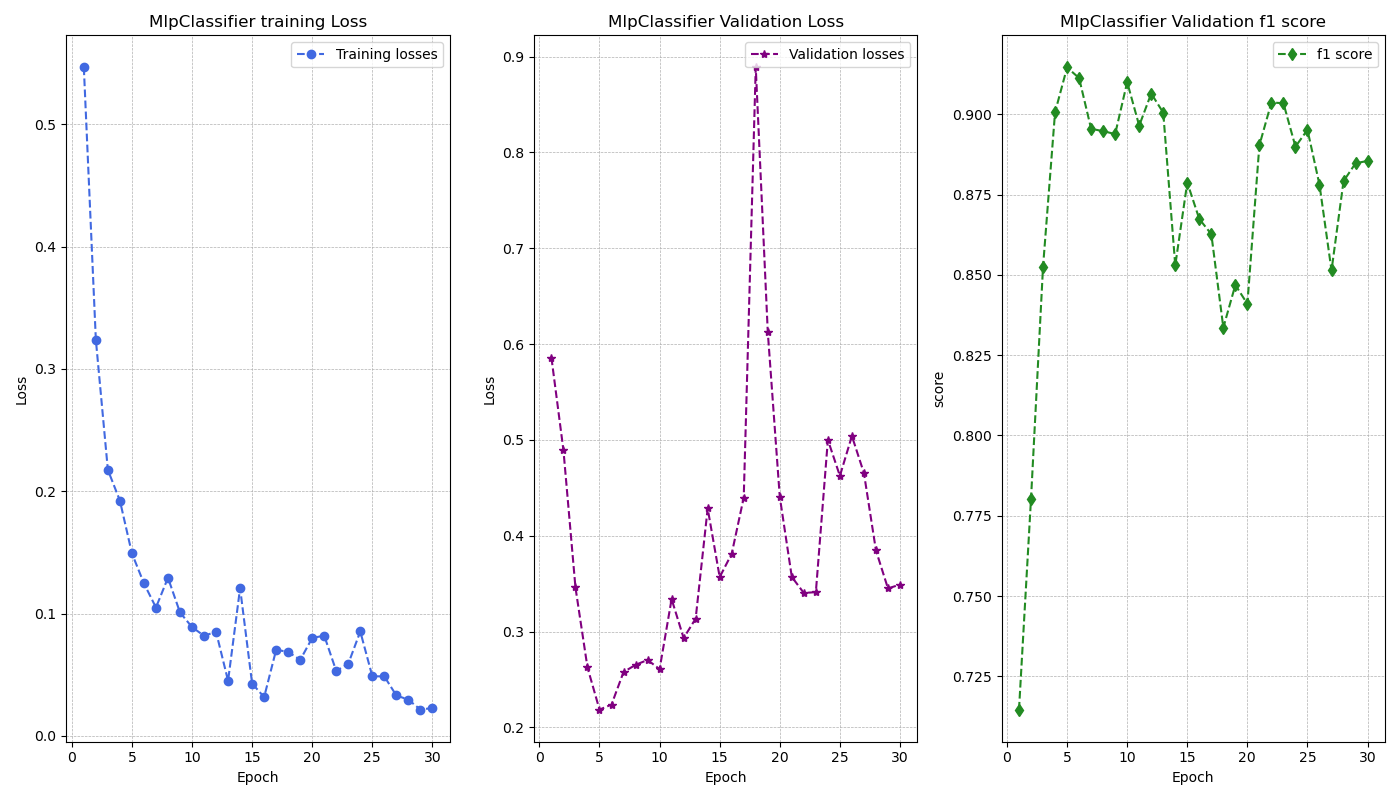 MlpClassifier training Loss
Training losses
0.5
0.4
0.3
0.2
0.1
0.0
Loss
0 5 10 15 20 25 30
Epoch
MlpClassifier Validation Loss
Validation losses
0.9
0.8
0.7
0.6
0.5
0.4
0.3
0.2
Loss
0 5 10 15 20 25 30
Epoch
MlpClassifier Validation f1 score
f1 score
0.900
0.875
0.850
0.825
0.800
0.775
0.750
0.725
score
0 5 10 15 20 25 30
Epoch